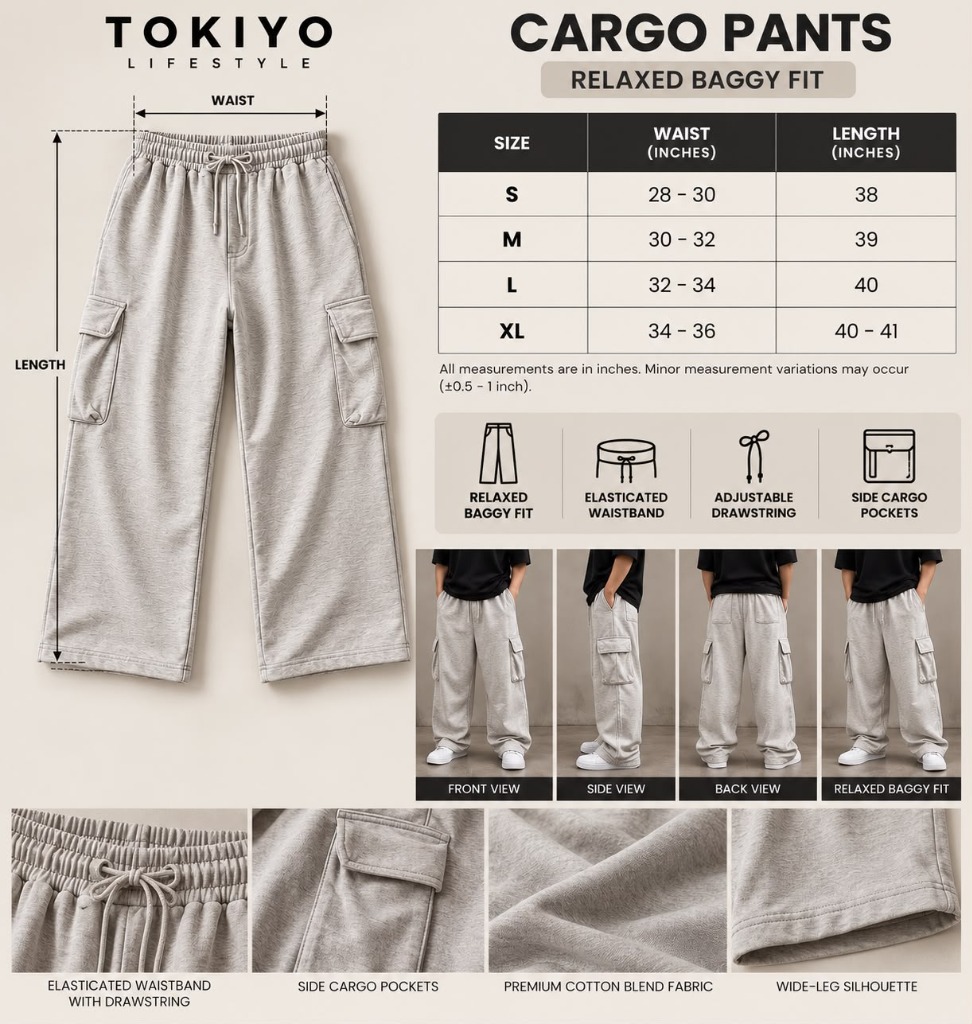 TOKIYO
LIFESTYLE
WAIST
LENGTH
CARGO PANTS
RELAXED BAGGY FIT
SIZE WAIST (INCHES) LENGTH (INCHES)
S 28 - 30 38
M 30 - 32 39
L 32 - 34 40
XL 34 - 36 40 - 41
All measurements are in inches. Minor measurement variations may occur
(±0.5 - 1 inch).
RELAXED
BAGGY FIT
ELASTICATED
WAISTBAND
ADJUSTABLE
DRAWSTRING
SIDE CARGO
POCKETS
FRONT VIEW
SIDE VIEW
BACK VIEW
RELAXED BAGGY FIT
ELASTICATED WAISTBAND
WITH DRAWSTRING
SIDE CARGO POCKETS
PREMIUM COTTON BLEND FABRIC
WIDE-LEG SILHOUETTE